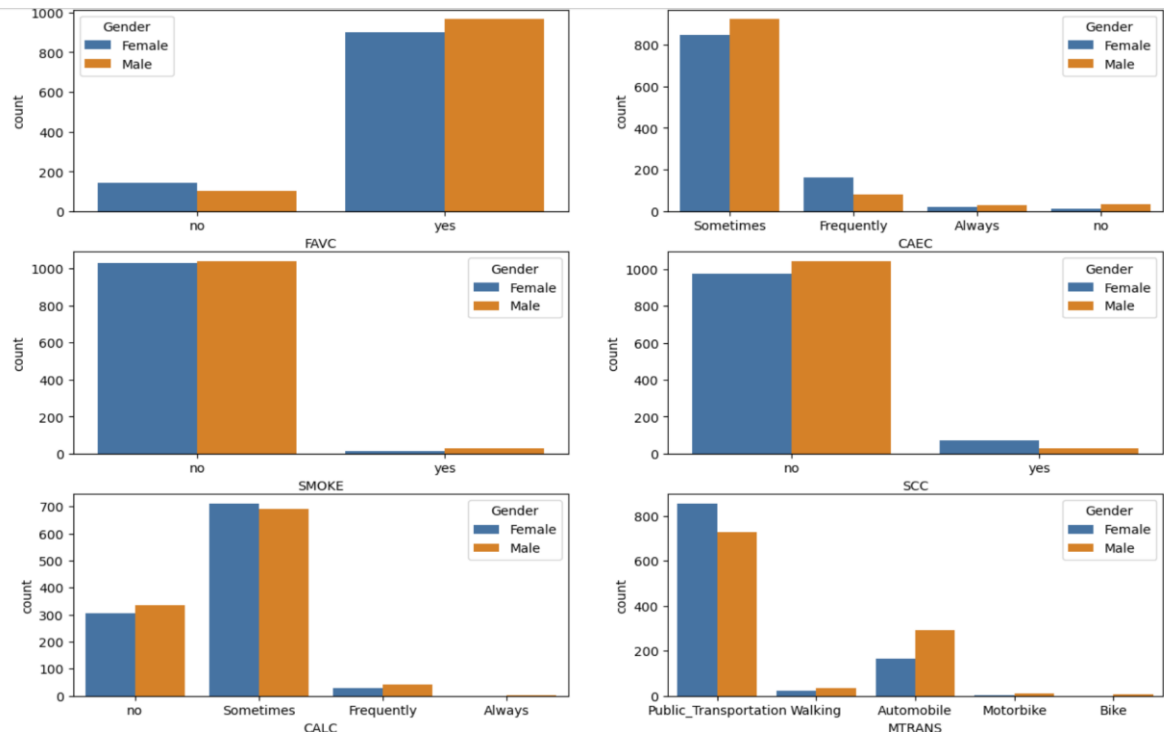 1000
800
600
400
200
0
count
Gender
Female
Male
no yes
FAVC
800
600
400
200
0
count
Gender
Female
Male
Sometimes Frequently Always no
CAEC
1000
800
600
400
200
0
count
Gender
Female
Male
no yes
SMOKE
1000
800
600
400
200
0
count
Gender
Female
Male
no yes
SCC
700
600
500
400
300
200
100
0
count
Gender
Female
Male
no Sometimes Frequently Always
CALC
800
600
400
200
0
count
Gender
Female
Male
Public_Transportation Walking Automobile Motorbike Bike
MTRANS